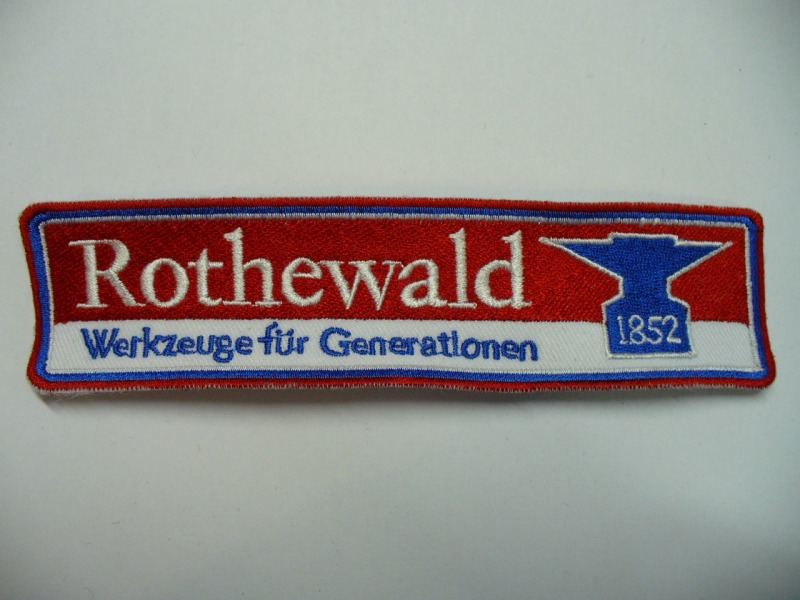 Rothewald
Werkzeuge für Generationen
1852